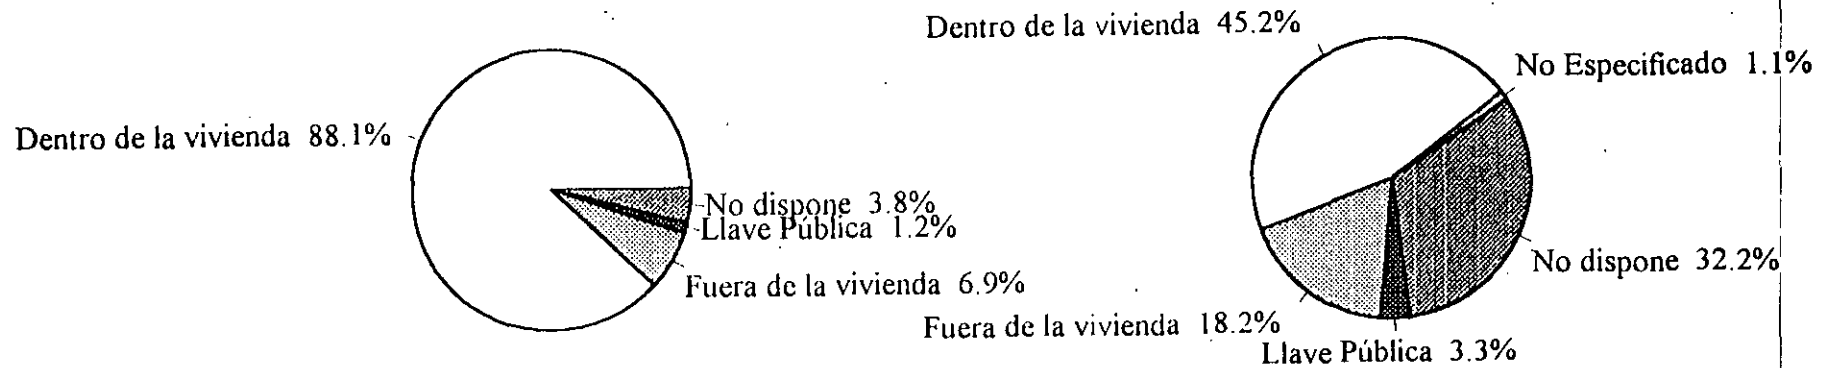 Dentro de la vivienda 88.1%
No dispone 3.8%
Llave Pública 1.2%
Fuera de la vivienda 6.9%
Dentro de la vivienda 45.2%
No Especificado 1.1%
No dispone 32.2%
Fuera de la vivienda 18.2%
Llave Pública 3.3%